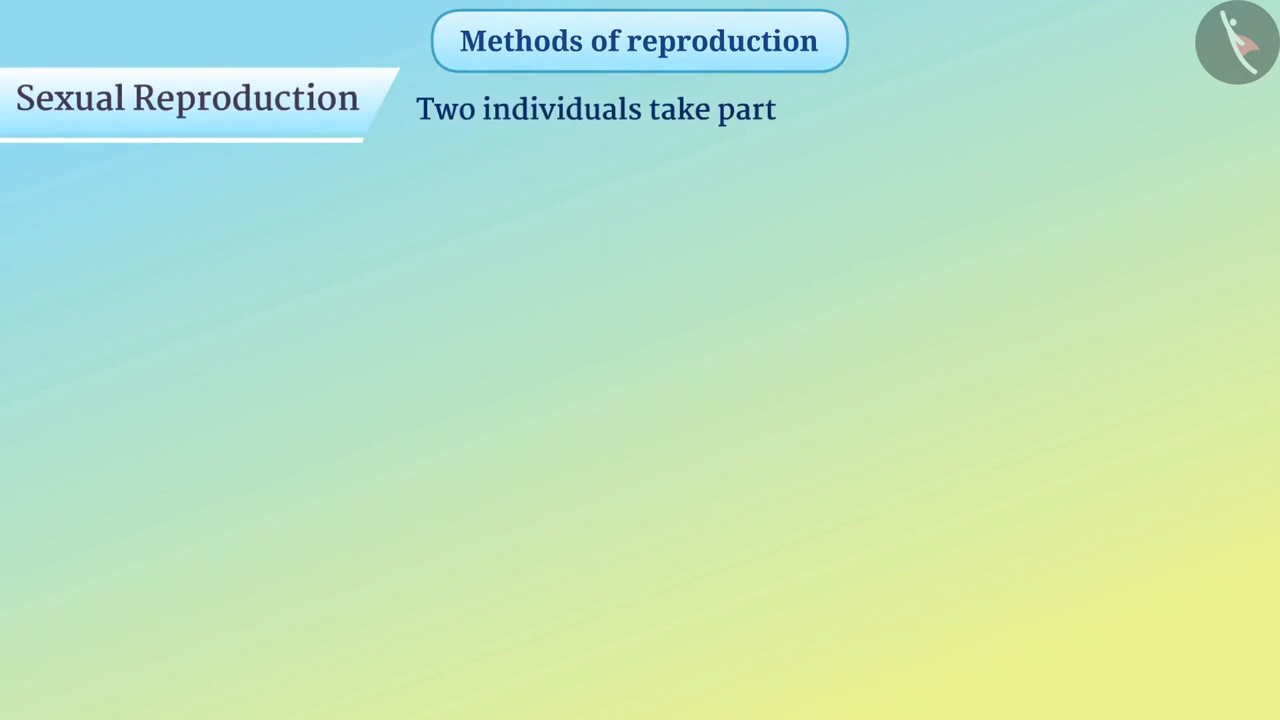 Methods of reproduction
Sexual Reproduction
Two individuals take part